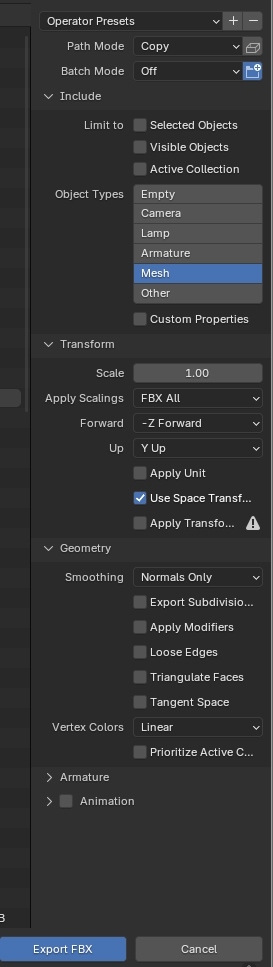 Operator Presets
Path Mode Copy
Batch Mode Off
Include
Limit to Selected Objects
Visible Objects
Active Collection
Object Types Empty
Camera
Lamp
Armature
Mesh
Other
Custom Properties
Transform
Scale 1.00
Apply Scalings FBX All
Forward -Z Forward
Up Y Up
Apply Unit
Use Space Transf...
Apply Transfo...
Geometry
Smoothing Normals Only
Export Subdivisio...
Apply Modifiers
Loose Edges
Triangulate Faces
Tangent Space
Vertex Colors Linear
Prioritize Active C...
Armature
Animation
B
Export FBX Cancel